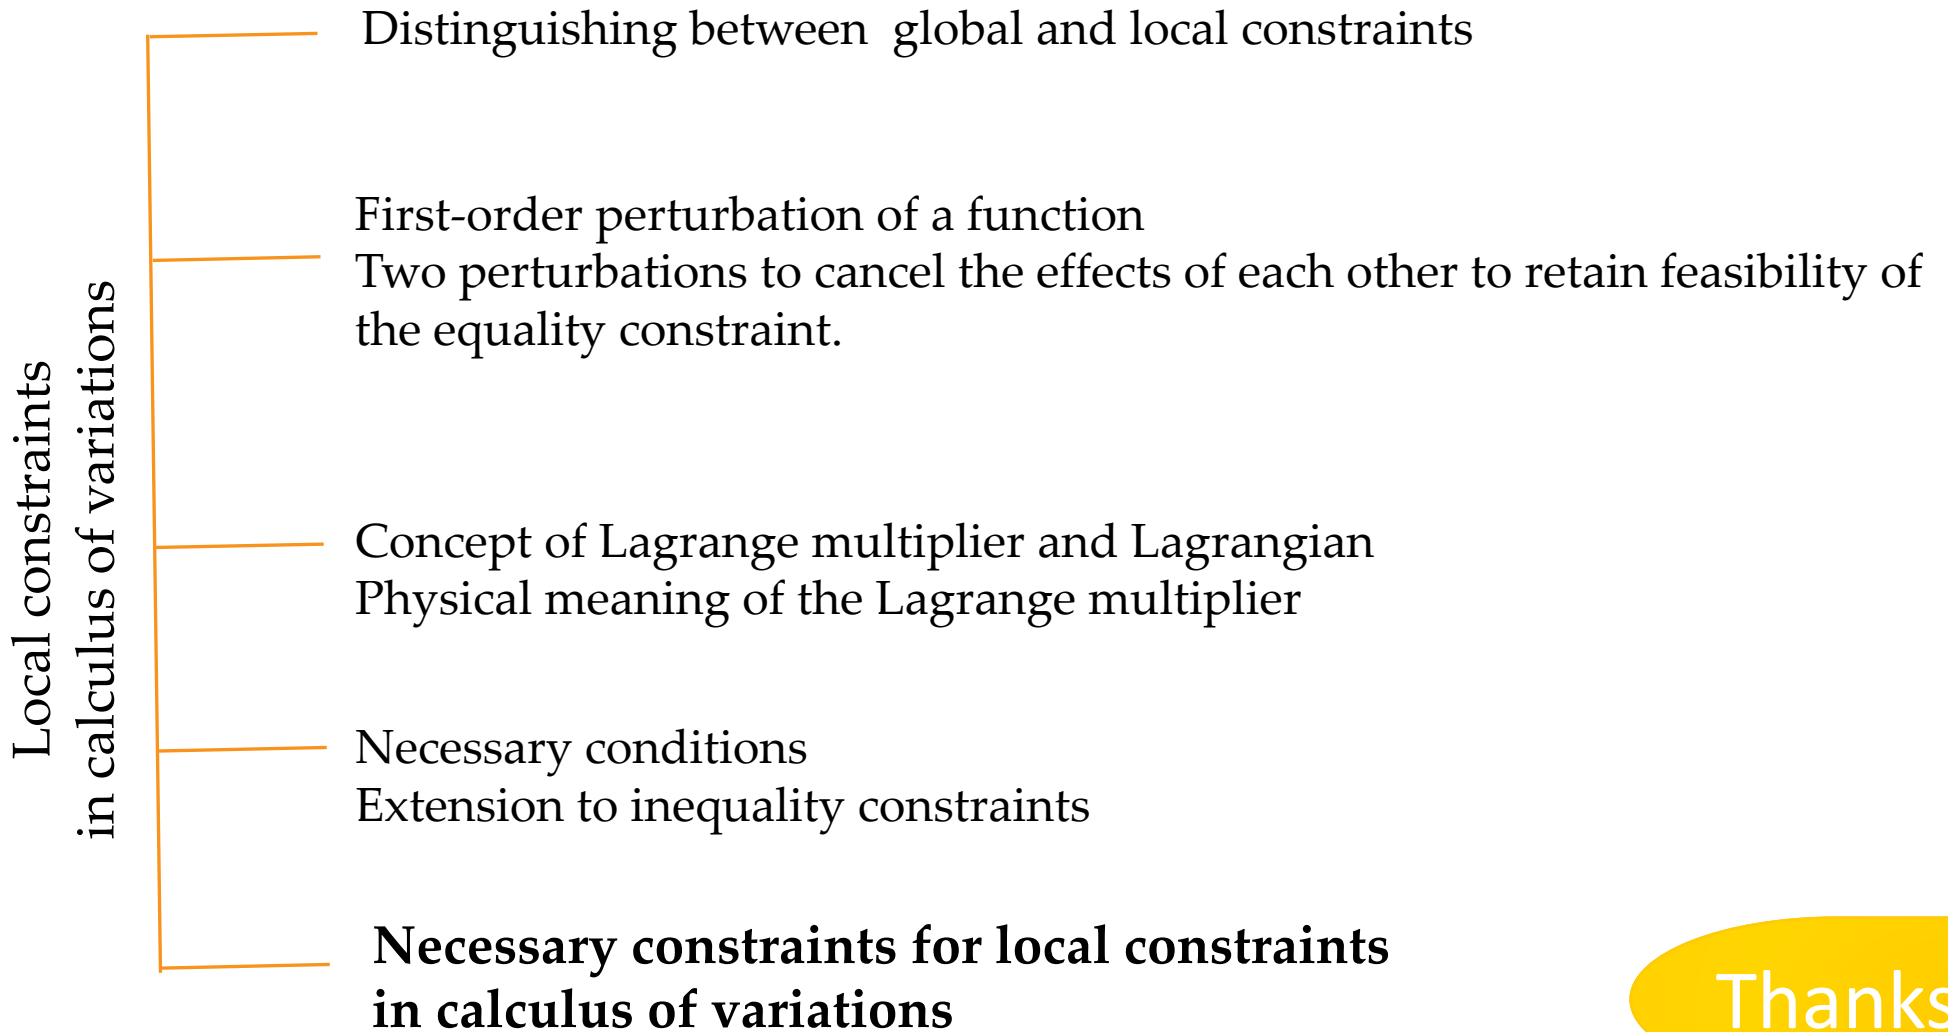 Local constraints
in calculus of variations
Distinguishing between global and local constraints
First-order perturbation of a function
Two perturbations to cancel the effects of each other to retain feasibility of
the equality constraint.
Concept of Lagrange multiplier and Lagrangian
Physical meaning of the Lagrange multiplier
Necessary conditions
Extension to inequality constraints
Necessary constraints for local constraints
in calculus of variations
Thanks